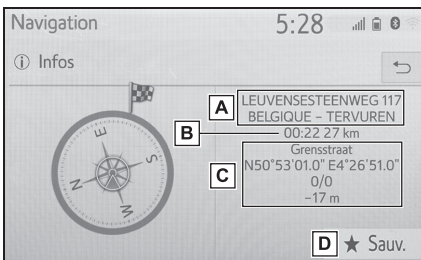 Navigation 5:28
Infos
A LEUVENSESTEENWEG 117
BELGIQUE - TERVUREN
B 00:22 27 km
C Grensstraat
N50°53'01.0" E4°26'51.0"
0/0
-17 m
N E S W
D ★ Sauv.